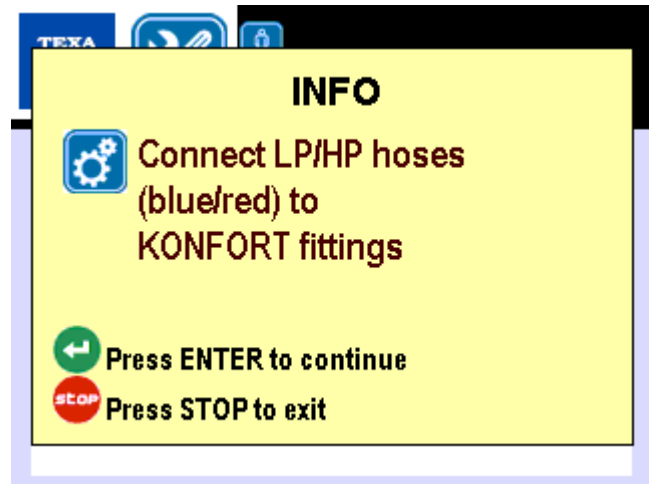 TEXA
INFO
Connect LP/HP hoses
(blue/red) to
KONFORT fittings
Press ENTER to continue
stop Press STOP to exit